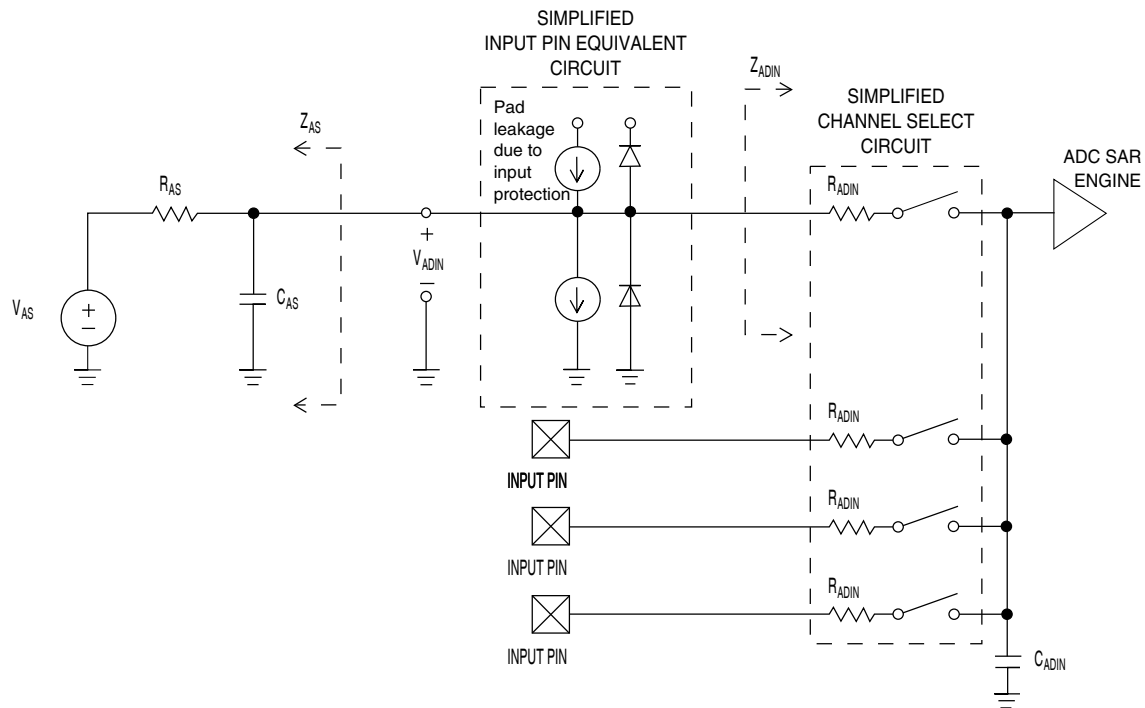 SIMPLIFIED
INPUT PIN EQUIVALENT
CIRCUIT
Pad
leakage
due to
input
protection
Z_ADIN
SIMPLIFIED
CHANNEL SELECT
CIRCUIT
ADC SAR
ENGINE
Z_AS
R_AS
R_ADIN
+
V_ADIN
−
V_AS
+
−
C_AS
R_ADIN
INPUT PIN
R_ADIN
INPUT PIN
R_ADIN
INPUT PIN
C_ADIN